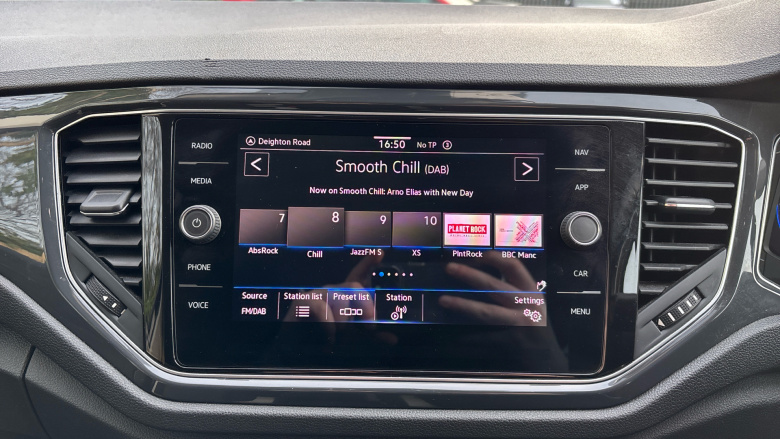 RADIO
MEDIA
PHONE
VOICE
Deighton Road
16:50
No TP
3
Smooth Chill (DAB)
Now on Smooth Chill: Arno Elias with New Day
7
8
9
10
PLANET ROCK
AbsRock
Chill
JazzFM S
XS
PlntRock
BBC Manc
Source
FM/DAB
Station list
Preset list
Station
Settings
NAV
APP
CAR
MENU